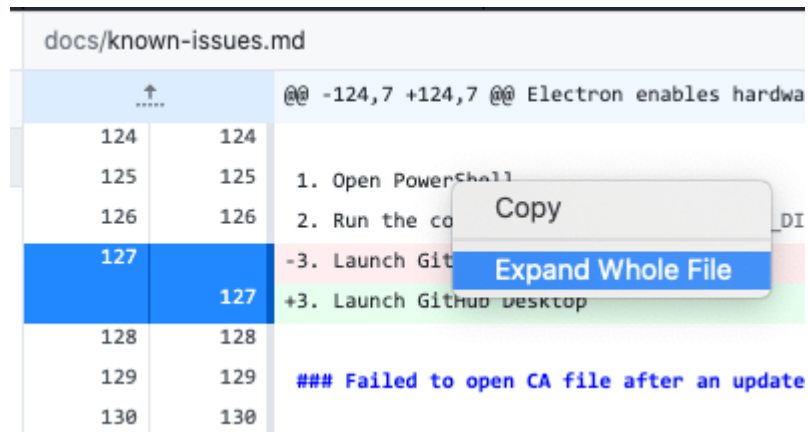 docs/known-issues.md
@@ -124,7 +124,7 @@ Electron enables hardwa
124 124
125 125 1. Open PowerShell
126 126 2. Run the co _DI
Copy
127 -3. Launch Git
Expand Whole File
127 +3. Launch GitHub Desktop
128 128
129 129 ### Failed to open CA file after an update
130 130